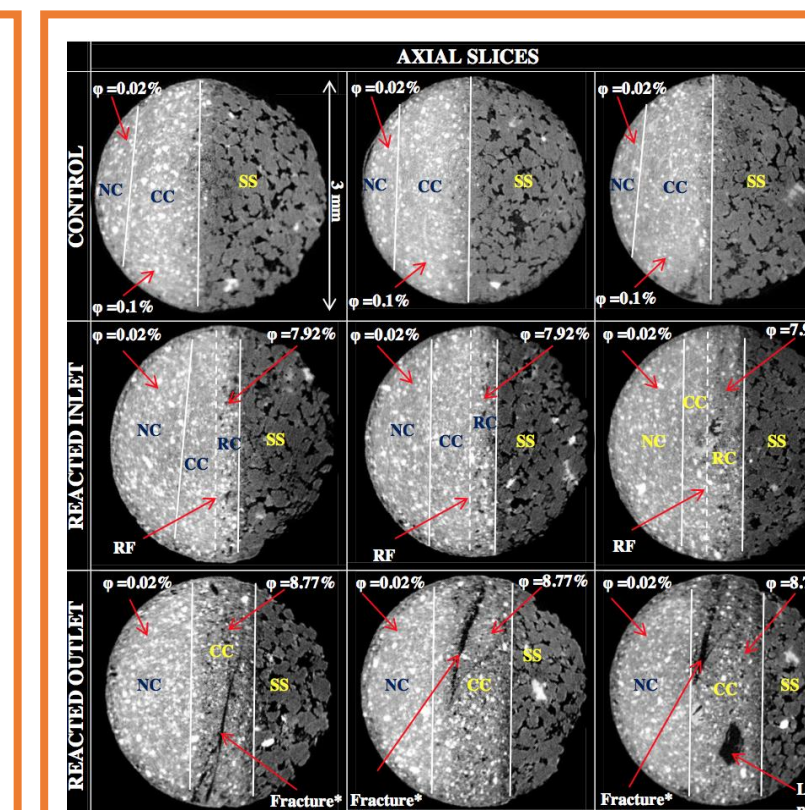 AXIAL SLICES
CONTROL
φ =0.02%
φ =0.02%
φ =0.02%
NC
CC
SS
3 mm
NC
CC
SS
NC
CC
SS
φ =0.1%
φ =0.1%
φ =0.1%
REACTED INLET
φ =0.02%
φ =7.92%
φ =0.02%
φ =7.92%
φ =0.02%
NC
CC
RC
SS
NC
CC
RC
SS
NC
CC
RC
SS
RF
RF
RF
REACTED OUTLET
φ =0.02%
φ =8.77%
φ =0.02%
φ =8.77%
φ =0.02%
NC
CC
SS
NC
CC
SS
NC
CC
SS
Fracture*
Fracture*
Fracture*